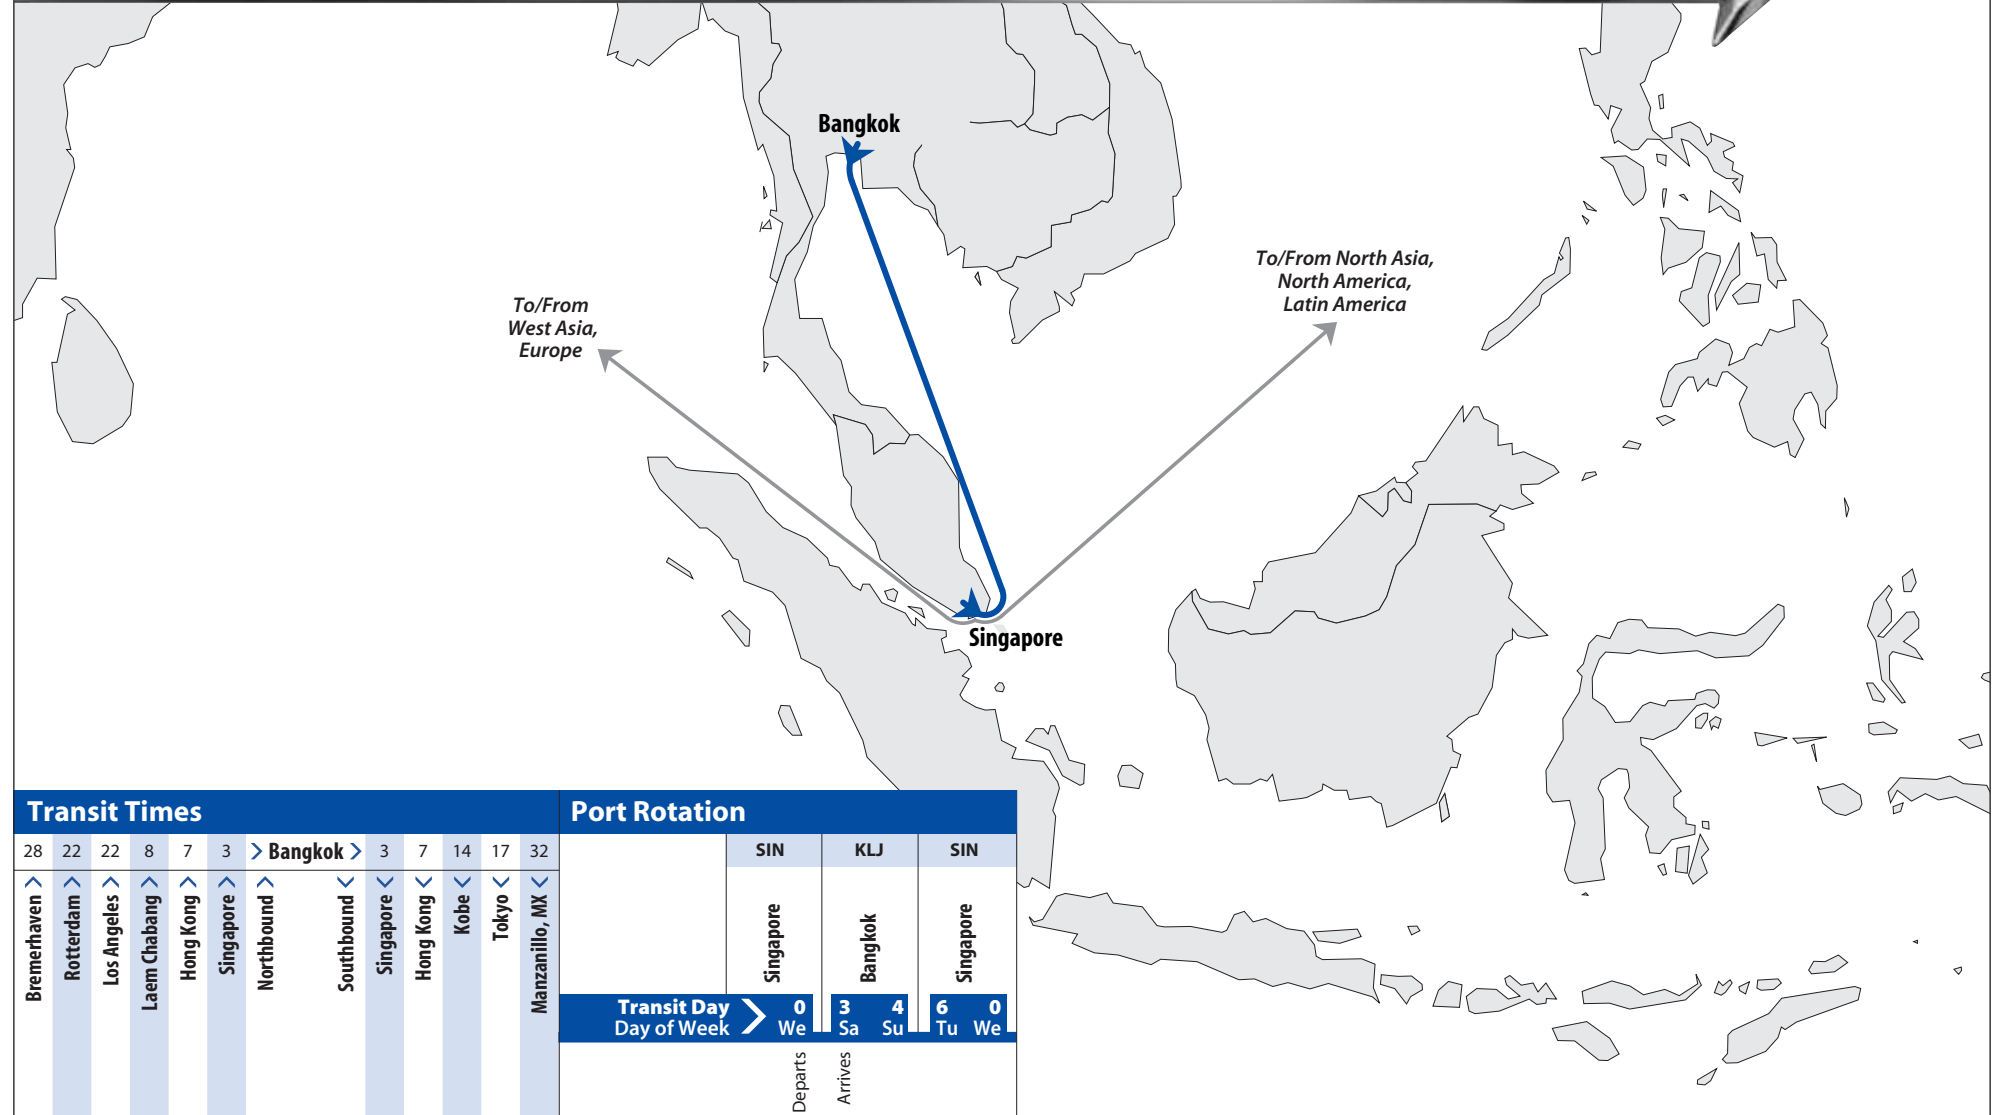 Bangkok
To/From North Asia,
North America,
Latin America
To/From
West Asia,
Europe
Singapore
Transit Times
28 22 22 8 7 3 > Bangkok > 3 7 14 17 32
Bremerhaven
Rotterdam
Los Angeles
Laem Chabang
Hong Kong
Singapore
Northbound
Southbound
Singapore
Hong Kong
Kobe
Tokyo
Manzanillo, MX
Port Rotation
SIN KLJ SIN
Singapore
Bangkok
Singapore
Transit Day > 0 3 4 6 0
Day of Week We Sa Su Tu We
Departs
Arrives